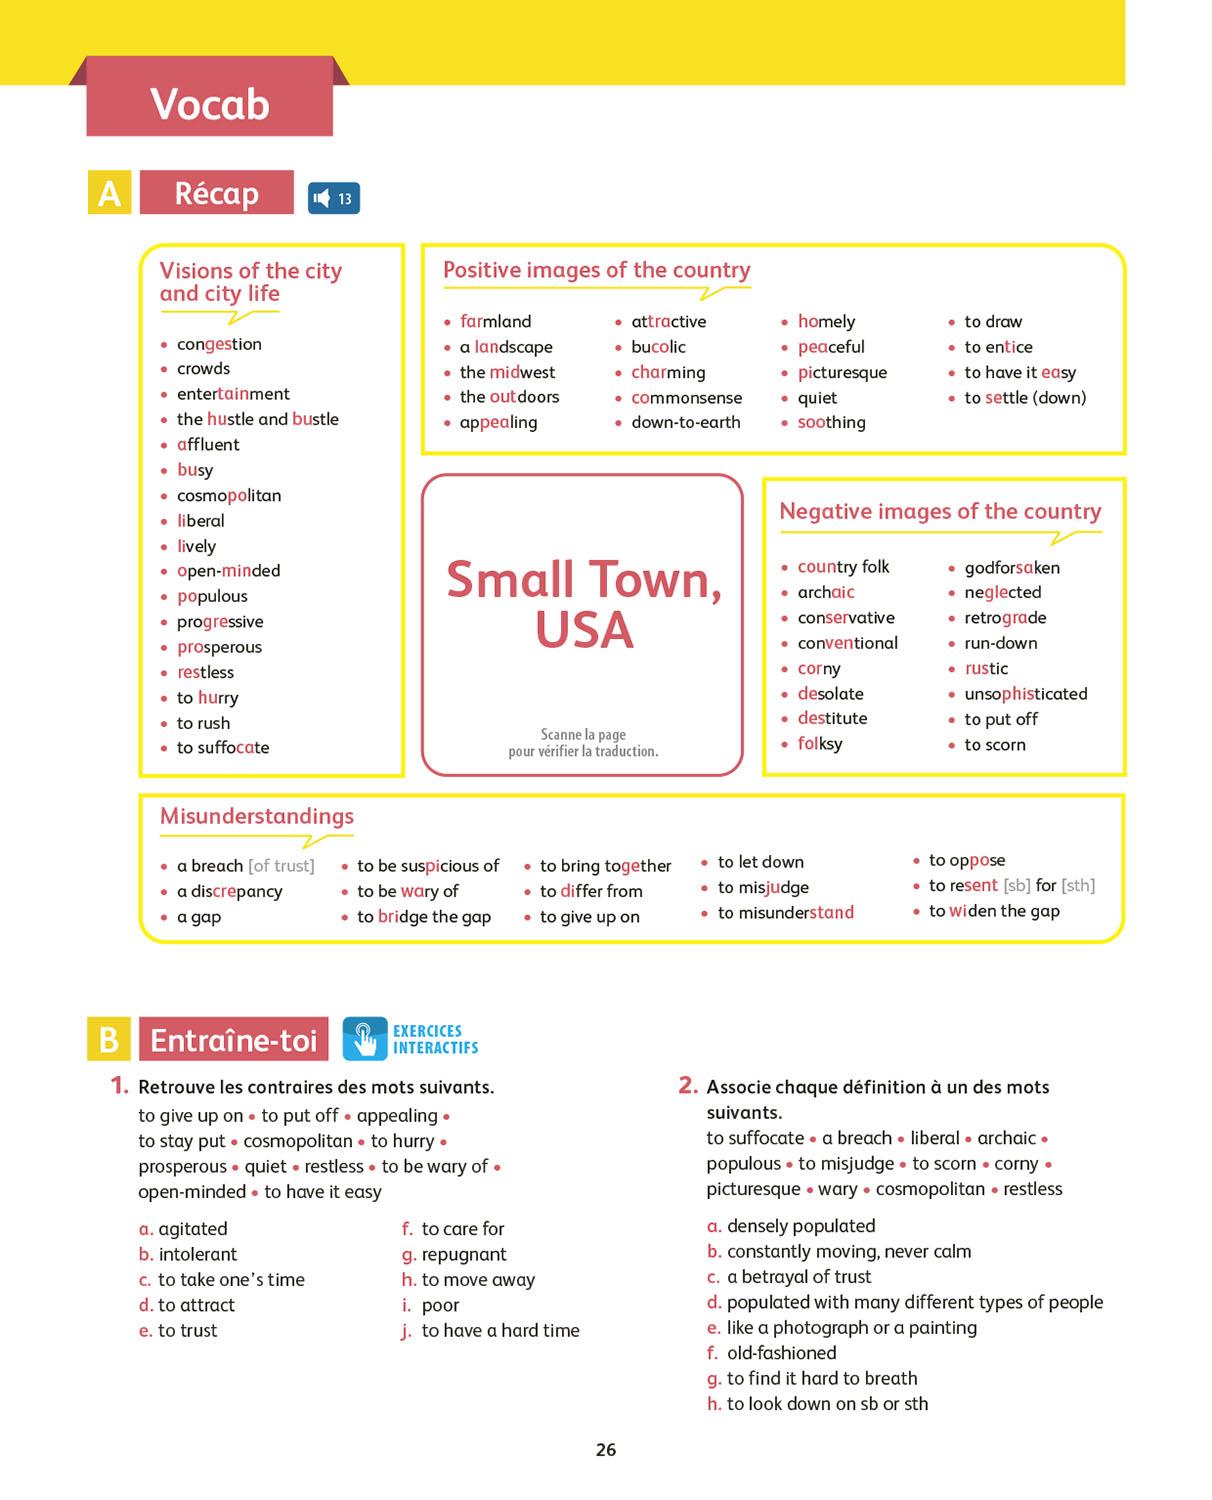 Vocab
A
Récap
13
Visions of the city
and city life
• congestion
• crowds
• entertainment
• the hustle and bustle
• affluent
• busy
• cosmopolitan
• liberal
• lively
• open-minded
• populous
• progressive
• prosperous
• restless
• to hurry
• to rush
• to suffocate
Positive images of the country
• farmland
• a landscape
• the midwest
• the outdoors
• appealing
• attractive
• bucolic
• charming
• commonsense
• down-to-earth
• homely
• peaceful
• picturesque
• quiet
• soothing
• to draw
• to entice
• to have it easy
• to settle (down)
Small Town,
USA
Scanne la page
pour vérifier la traduction.
Negative images of the country
• country folk
• archaic
• conservative
• conventional
• corny
• desolate
• destitute
• folksy
• godforsaken
• neglected
• retrograde
• run-down
• rustic
• unsophisticated
• to put off
• to scorn
Misunderstandings
• a breach [of trust]
• a discrepancy
• a gap
• to be suspicious of
• to be wary of
• to bridge the gap
• to bring together
• to differ from
• to give up on
• to let down
• to misjudge
• to misunderstand
• to oppose
• to resent [sb] for [sth]
• to widen the gap
B
Entraîne-toi
EXERCICES
INTERACTIFS
1. Retrouve les contraires des mots suivants.
to give up on • to put off • appealing •
to stay put • cosmopolitan • to hurry •
prosperous • quiet • restless • to be wary of •
open-minded • to have it easy
a. agitated
b. intolerant
c. to take one's time
d. to attract
e. to trust
f. to care for
g. repugnant
h. to move away
i. poor
j. to have a hard time
2. Associe chaque définition à un des mots
suivants.
to suffocate • a breach • liberal • archaic •
populous • to misjudge • to scorn • corny •
picturesque • wary • cosmopolitan • restless
a. densely populated
b. constantly moving, never calm
c. a betrayal of trust
d. populated with many different types of people
e. like a photograph or a painting
f. old-fashioned
g. to find it hard to breath
h. to look down on sb or sth
26